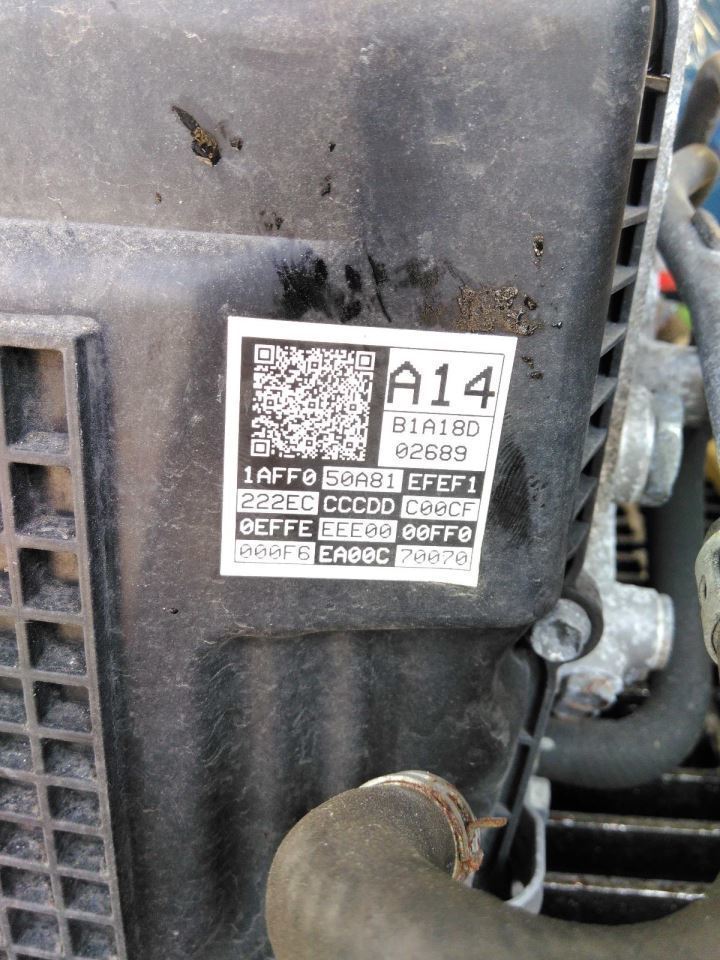 A14
B1A18D
02689
1AFF0 50A81 EFEF1
222EC CCCDD C00CF
0EFFE EEE00 00FF0
000F6 EA00C 70070